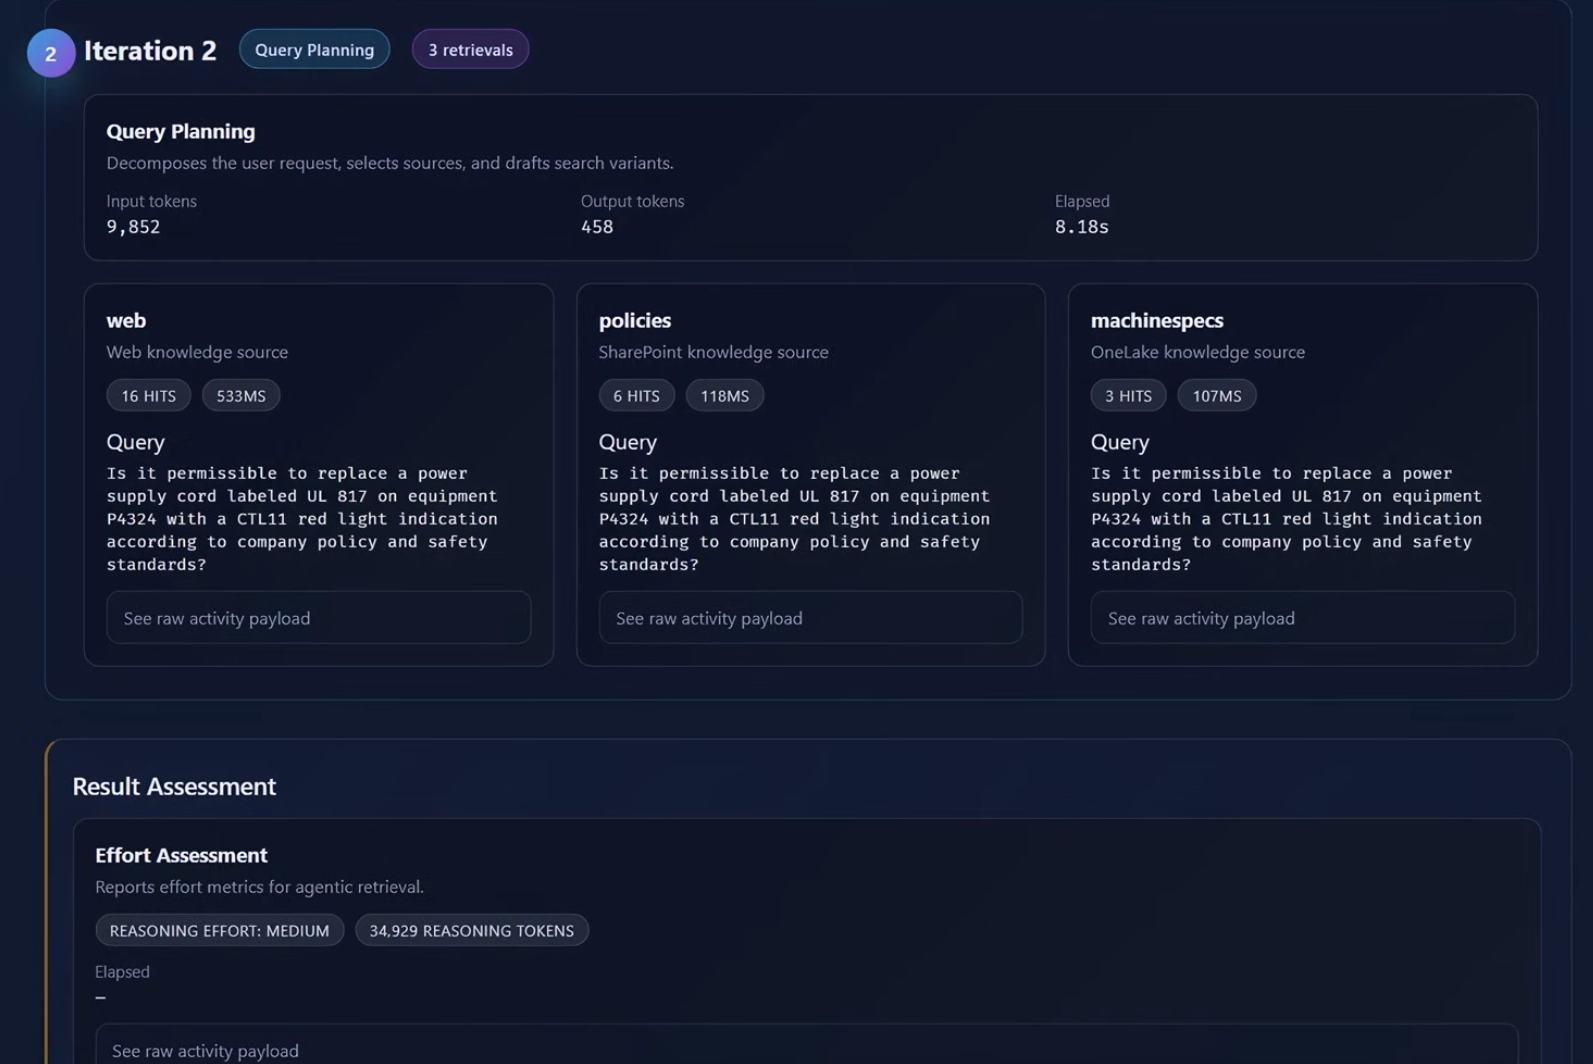 2
Iteration 2
Query Planning
3 retrievals
Query Planning
Decomposes the user request, selects sources, and drafts search variants.
Input tokens
9,852
Output tokens
458
Elapsed
8.18s
web
Web knowledge source
16 HITS
533MS
Query
Is it permissible to replace a power
supply cord labeled UL 817 on equipment
P4324 with a CTL11 red light indication
according to company policy and safety
standards?
See raw activity payload
policies
SharePoint knowledge source
6 HITS
118MS
Query
Is it permissible to replace a power
supply cord labeled UL 817 on equipment
P4324 with a CTL11 red light indication
according to company policy and safety
standards?
See raw activity payload
machinespecs
OneLake knowledge source
3 HITS
107MS
Query
Is it permissible to replace a power
supply cord labeled UL 817 on equipment
P4324 with a CTL11 red light indication
according to company policy and safety
standards?
See raw activity payload
Result Assessment
Effort Assessment
Reports effort metrics for agentic retrieval.
REASONING EFFORT: MEDIUM
34,929 REASONING TOKENS
Elapsed
–
See raw activity payload